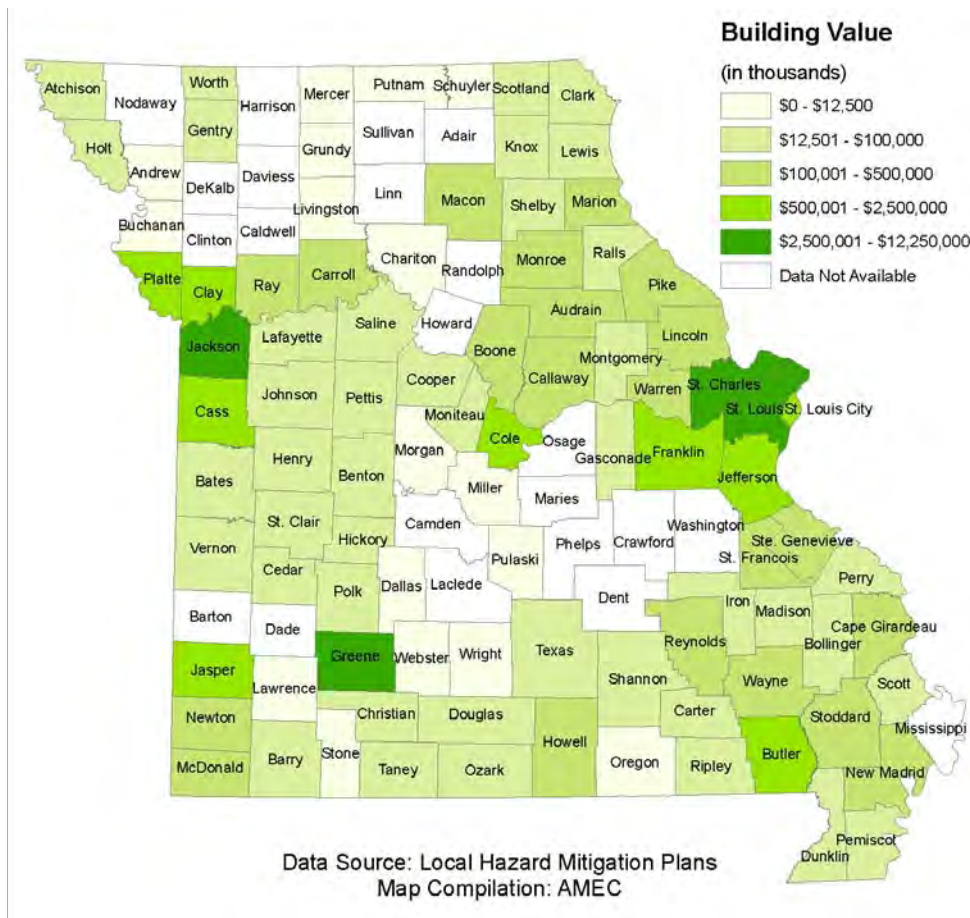 Building Value
(in thousands)
$0 - $12,500
$12,501 - $100,000
$100,001 - $500,000
$500,001 - $2,500,000
$2,500,001 - $12,250,000
Data Not Available
Atchison
Nodaway
Worth
Harrison
Mercer
Putnam
Schuyler
Scotland
Clark
Holt
Gentry
Sullivan
Adair
Knox
Lewis
Andrew
DeKalb
Daviess
Grundy
Linn
Macon
Shelby
Marion
Buchanan
Clinton
Caldwell
Livingston
Chariton
Randolph
Monroe
Ralls
Platte
Clay
Ray
Carroll
Pike
Audrain
Howard
Saline
Lafayette
Jackson
Boone
Callaway
Montgomery
Lincoln
Warren
St. Charles
St. Louis
St. Louis City
Cass
Johnson
Pettis
Cooper
Moniteau
Cole
Osage
Gasconade
Franklin
Jefferson
Morgan
Miller
Maries
Bates
Henry
Benton
St. Clair
Hickory
Camden
Pulaski
Phelps
Crawford
Washington
Ste. Genevieve
St. Francois
Perry
Vernon
Cedar
Polk
Dallas
Laclede
Dent
Iron
Madison
Bollinger
Cape Girardeau
Barton
Dade
Greene
Webster
Wright
Texas
Reynolds
Wayne
Scott
Jasper
Lawrence
Shannon
Carter
Stoddard
Mississippi
Newton
Christian
Douglas
Howell
Butler
New Madrid
McDonald
Barry
Stone
Taney
Ozark
Oregon
Ripley
Dunklin
Pemiscot
Data Source: Local Hazard Mitigation Plans
Map Compilation: AMEC